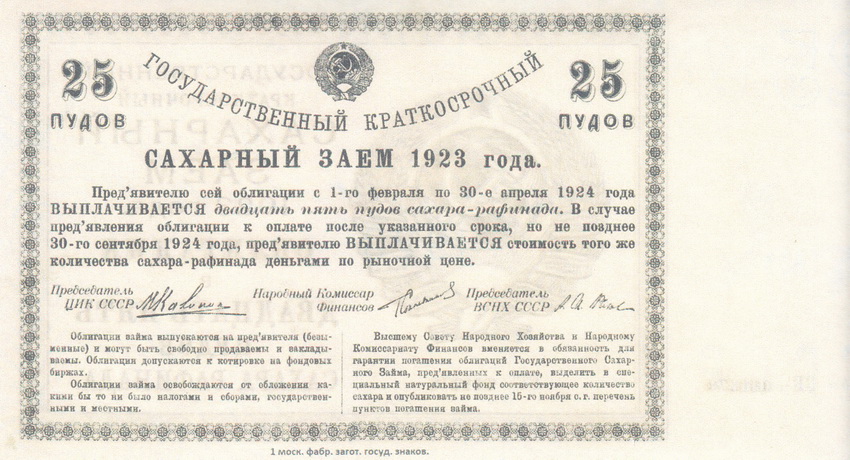 25 ПУДОВ
25 ПУДОВ
ГОСУДАРСТВЕННЫЙ КРАТКОСРОЧНЫЙ
САХАРНЫЙ ЗАЕМ 1923 года.
Пред'явителю сей облигации с 1-го февраля по 30-е апреля 1924 года
ВЫПЛАЧИВАЕТСЯ двадцать пять пудов сахара-рафинада. В случае
пред'явления облигации к оплате после указанного срока, но не позднее
30-го сентября 1924 года, пред'явителю ВЫПЛАЧИВАЕТСЯ стоимость того же
количества сахара-рафинада деньгами по рыночной цене.
Председатель
ЦИК СССР
Народный Комиссар
Финансов
Председатель
ВСНХ СССР
Облигации займа выпускаются на пред'явителя (безы-
менные) и могут быть свободно продаваемы и заклады-
ваемы. Облигации допускаются к котировке на фондовых
биржах.
Облигации займа освобождаются от обложения ка-
кими бы то ни было налогами и сборами, государствен-
ными и местными.
Высшему Совету Народного Хозяйства и Народному
Комиссариату Финансов вменяется в обязанность для
гарантии погашения облигаций Государственного Сахар-
ного Займа, пред'явленных к оплате, выделить в спе-
циальный натуральный фонд соответствующее количество
сахара и опубликовать не позднее 15-го ноября с. г. перечень
пунктов погашения займа.
1 моск. фабр. загот. госуд. знаков.